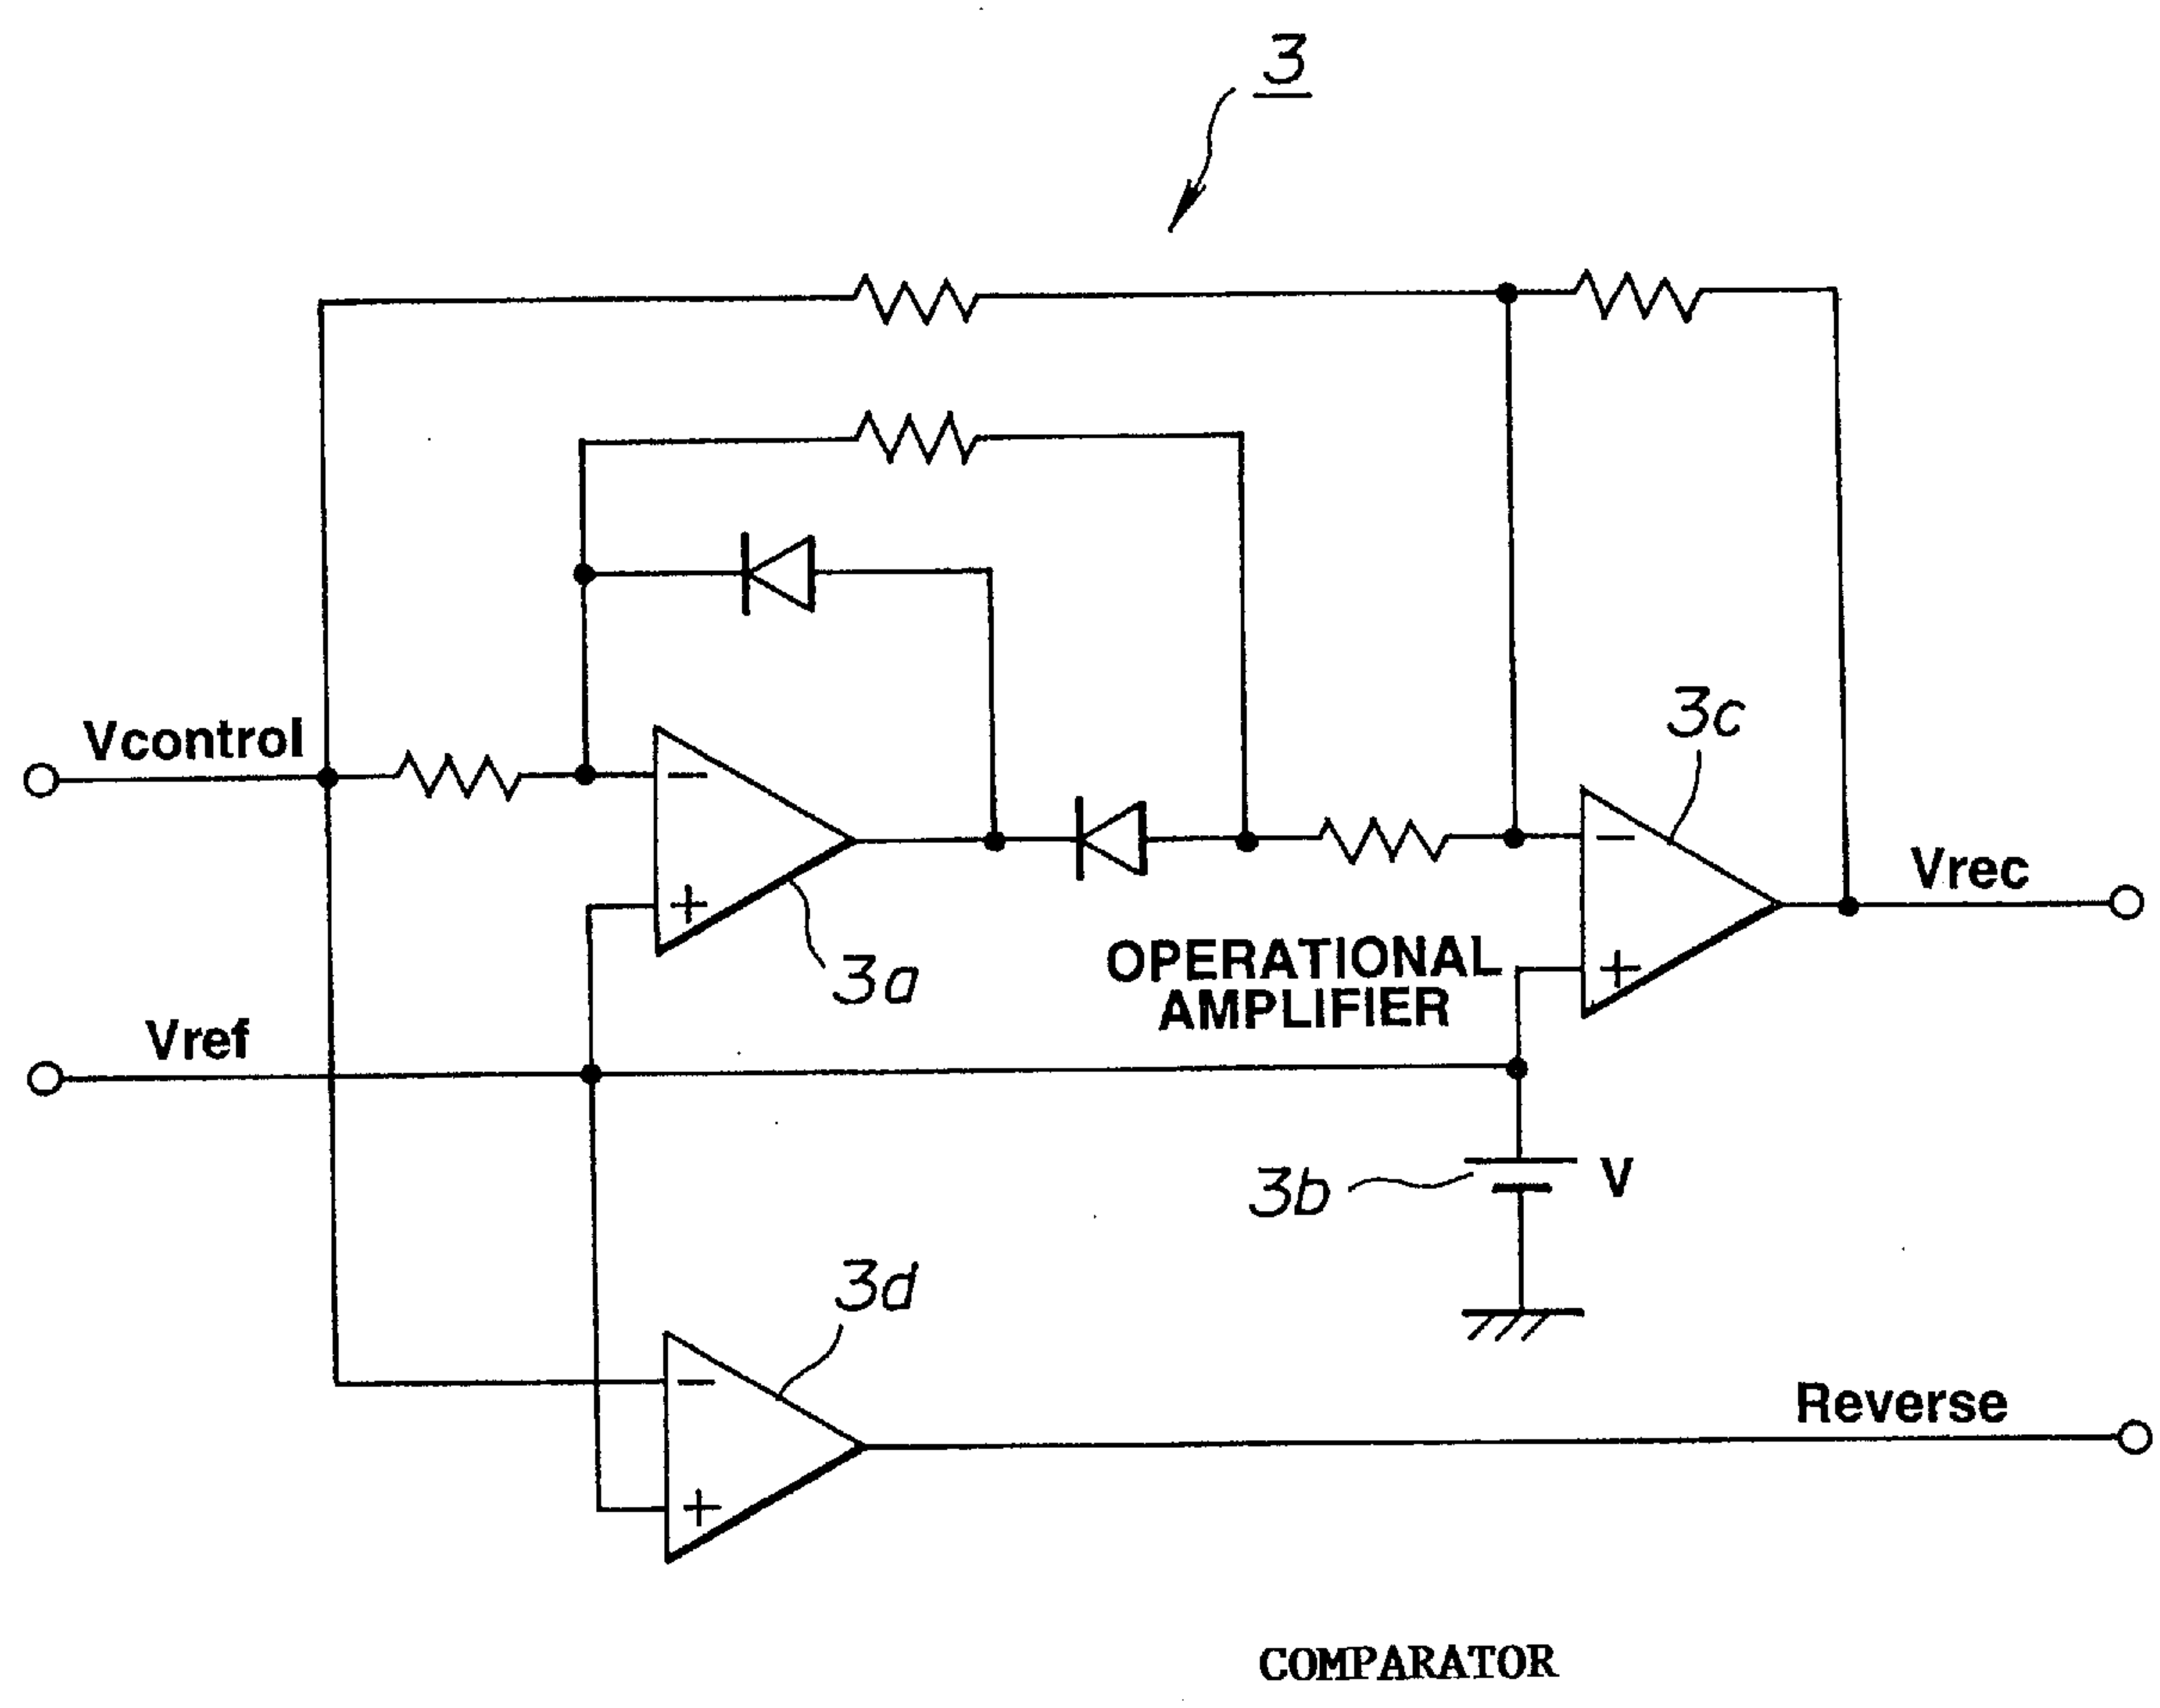 3
3c
Vcontrol
−
−
Vrec
+
3a
OPERATIONAL
AMPLIFIER
+
Vref
3b
V
3d
−
Reverse
+
COMPARATOR